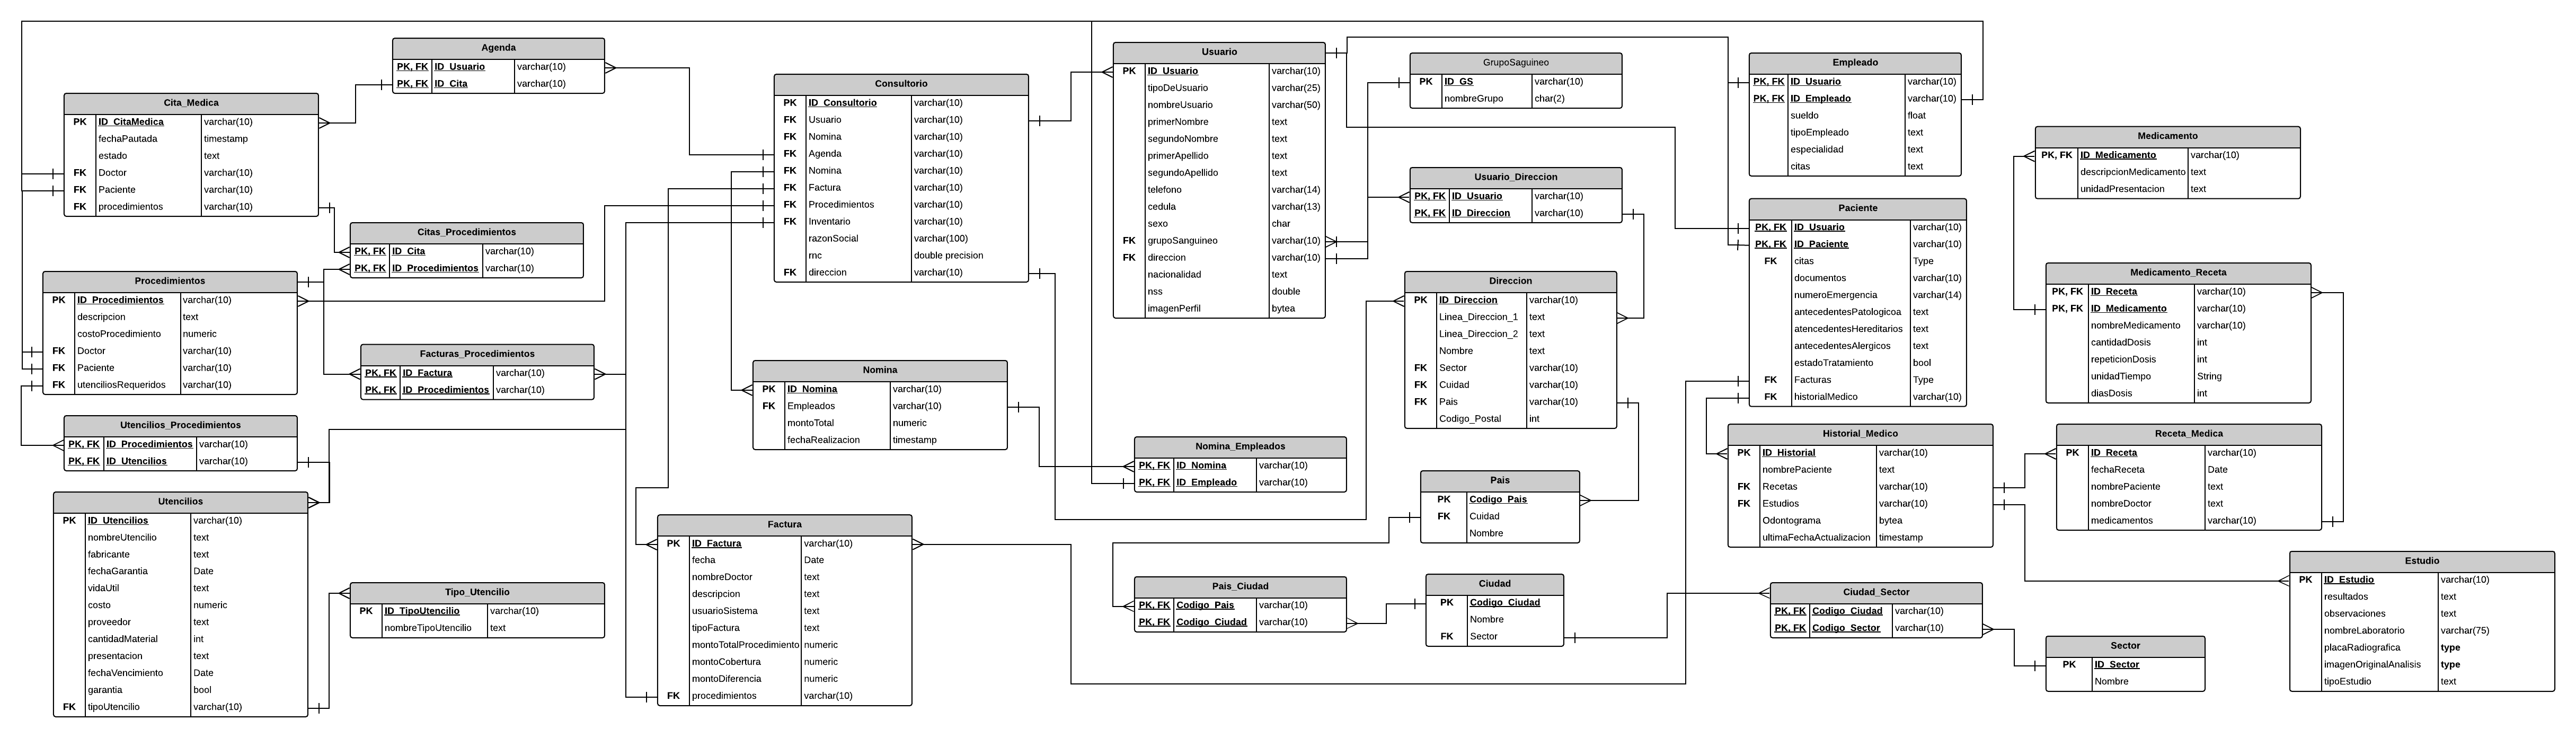 Agenda
PK, FK ID_Usuario varchar(10)
PK, FK ID_Cita varchar(10)
Cita_Medica
PK ID_CitaMedica varchar(10)
fechaPautada timestamp
estado text
FK Doctor varchar(10)
FK Paciente varchar(10)
FK procedimientos varchar(10)
Citas_Procedimientos
PK, FK ID_Cita varchar(10)
PK, FK ID_Procedimientos varchar(10)
Procedimientos
PK ID_Procedimientos varchar(10)
descripcion text
costoProcedimiento numeric
FK Doctor varchar(10)
FK Paciente varchar(10)
FK utenciliosRequeridos varchar(10)
Facturas_Procedimientos
PK, FK ID_Factura varchar(10)
PK, FK ID_Procedimientos varchar(10)
Utencilios_Procedimientos
PK, FK ID_Procedimientos varchar(10)
PK, FK ID_Utencilios varchar(10)
Utencilios
PK ID_Utencilios varchar(10)
nombreUtencilio text
fabricante text
fechaGarantia Date
vidaUtil text
costo numeric
proveedor text
cantidadMaterial int
presentacion text
fechaVencimiento Date
garantia bool
FK tipoUtencilio varchar(10)
Tipo_Utencilio
PK ID_TipoUtencilio varchar(10)
nombreTipoUtencilio text
Consultorio
PK ID_Consultorio varchar(10)
FK Usuario varchar(10)
FK Nomina varchar(10)
FK Agenda varchar(10)
FK Nomina varchar(10)
FK Factura varchar(10)
FK Procedimientos varchar(10)
FK Inventario varchar(10)
razonSocial varchar(100)
rnc double precision
FK direccion varchar(10)
Nomina
PK ID_Nomina varchar(10)
FK Empleados varchar(10)
montoTotal numeric
fechaRealizacion timestamp
Factura
PK ID_Factura varchar(10)
fecha Date
nombreDoctor text
descripcion text
usuarioSistema text
tipoFactura text
montoTotalProcedimiento numeric
montoCobertura numeric
montoDiferencia numeric
FK procedimientos varchar(10)
Usuario
PK ID_Usuario varchar(10)
tipoDeUsuario varchar(25)
nombreUsuario varchar(50)
primerNombre text
segundoNombre text
primerApellido text
segundoApellido text
telefono varchar(14)
cedula varchar(13)
sexo char
FK grupoSanguineo varchar(10)
FK direccion varchar(10)
nacionalidad text
nss double
imagenPerfil bytea
Nomina_Empleados
PK, FK ID_Nomina varchar(10)
PK, FK ID_Empleado varchar(10)
GrupoSaguineo
PK ID_GS varchar(10)
nombreGrupo char(2)
Usuario_Direccion
PK, FK ID_Usuario varchar(10)
PK, FK ID_Direccion varchar(10)
Direccion
PK ID_Direccion varchar(10)
Linea_Direccion_1 text
Linea_Direccion_2 text
Nombre text
FK Sector varchar(10)
FK Cuidad varchar(10)
FK Pais varchar(10)
Codigo_Postal int
Pais
PK Codigo_Pais
FK Cuidad
Nombre
Pais_Ciudad
PK, FK Codigo_Pais varchar(10)
PK, FK Codigo_Ciudad varchar(10)
Ciudad
PK Codigo_Ciudad
Nombre
FK Sector
Empleado
PK, FK ID_Usuario varchar(10)
PK, FK ID_Empleado varchar(10)
sueldo float
tipoEmpleado text
especialidad text
citas text
Paciente
PK, FK ID_Usuario varchar(10)
PK, FK ID_Paciente varchar(10)
FK citas Type
documentos varchar(10)
numeroEmergencia varchar(14)
antecedentesPatologicoa text
atencedentesHereditarios text
antecedentesAlergicos text
estadoTratamiento bool
FK Facturas Type
FK historialMedico varchar(10)
Historial_Medico
PK ID_Historial varchar(10)
nombrePaciente text
FK Recetas varchar(10)
FK Estudios varchar(10)
Odontograma bytea
ultimaFechaActualizacion timestamp
Ciudad_Sector
PK, FK Codigo_Ciudad varchar(10)
PK, FK Codigo_Sector varchar(10)
Medicamento
PK, FK ID_Medicamento varchar(10)
descripcionMedicamento text
unidadPresentacion text
Medicamento_Receta
PK, FK ID_Receta varchar(10)
PK, FK ID_Medicamento varchar(10)
nombreMedicamento varchar(10)
cantidadDosis int
repeticionDosis int
unidadTiempo String
diasDosis int
Receta_Medica
PK ID_Receta varchar(10)
fechaReceta Date
nombrePaciente text
nombreDoctor text
medicamentos varchar(10)
Sector
PK ID_Sector
Nombre
Estudio
PK ID_Estudio varchar(10)
resultados text
observaciones text
nombreLaboratorio varchar(75)
placaRadiografica type
imagenOriginalAnalisis type
tipoEstudio text